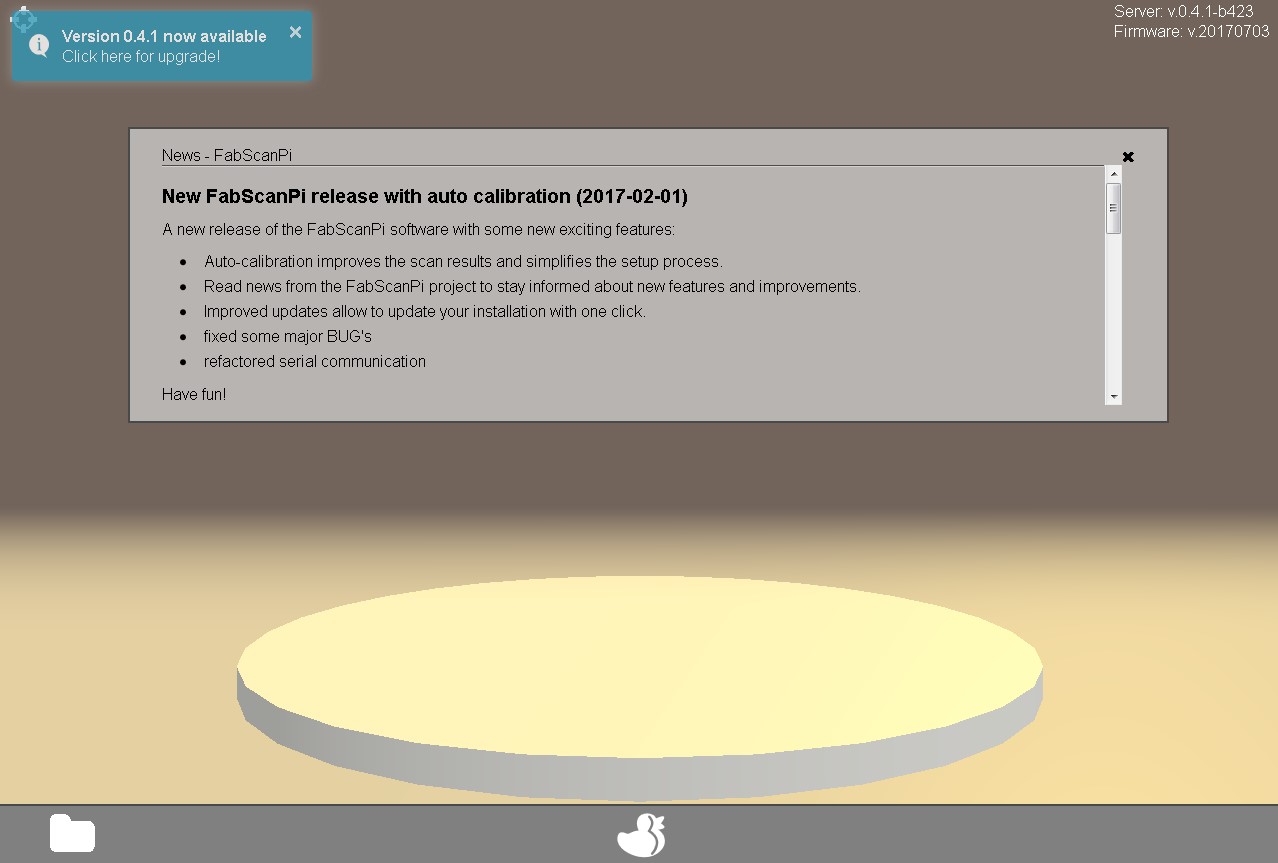 Version 0.4.1 now available
Click here for upgrade!
Server: v.0.4.1-b423
Firmware: v.20170703
News - FabScanPi
New FabScanPi release with auto calibration (2017-02-01)
A new release of the FabScanPi software with some new exciting features:
Auto-calibration improves the scan results and simplifies the setup process.
Read news from the FabScanPi project to stay informed about new features and improvements.
Improved updates allow to update your installation with one click.
fixed some major BUG's
refactored serial communication
Have fun!